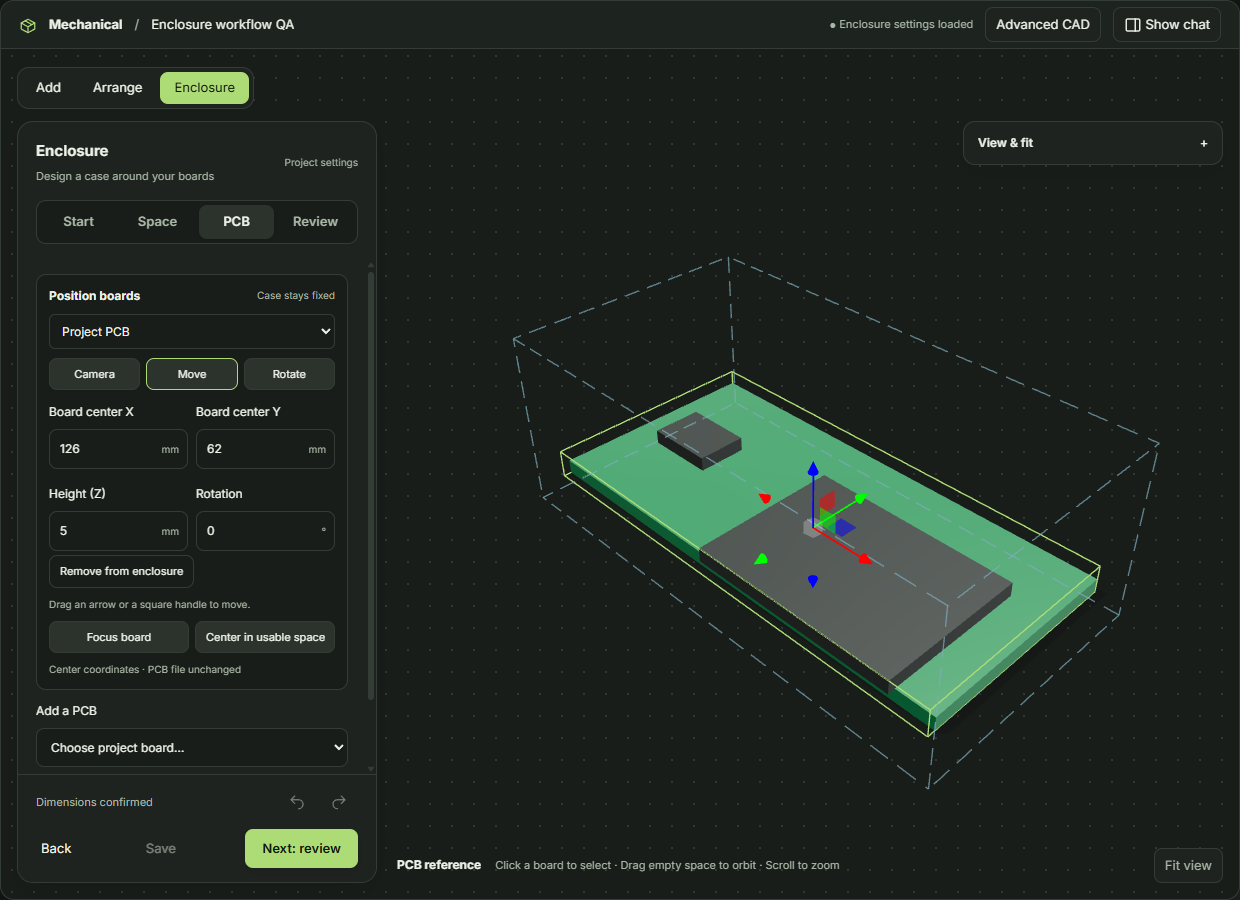 Mechanical / Enclosure workflow QA
Enclosure settings loaded
Advanced CAD
Show chat
Add
Arrange
Enclosure
Enclosure
Design a case around your boards
Project settings
Start
Space
PCB
Review
View & fit
+
Position boards
Case stays fixed
Project PCB
Camera
Move
Rotate
Board center X
Board center Y
126 mm
62 mm
Height (Z)
Rotation
5 mm
0 °
Remove from enclosure
Drag an arrow or a square handle to move.
Focus board
Center in usable space
Center coordinates · PCB file unchanged
Add a PCB
Choose project board...
Dimensions confirmed
Back
Save
Next: review
PCB reference
Click a board to select · Drag empty space to orbit · Scroll to zoom
Fit view